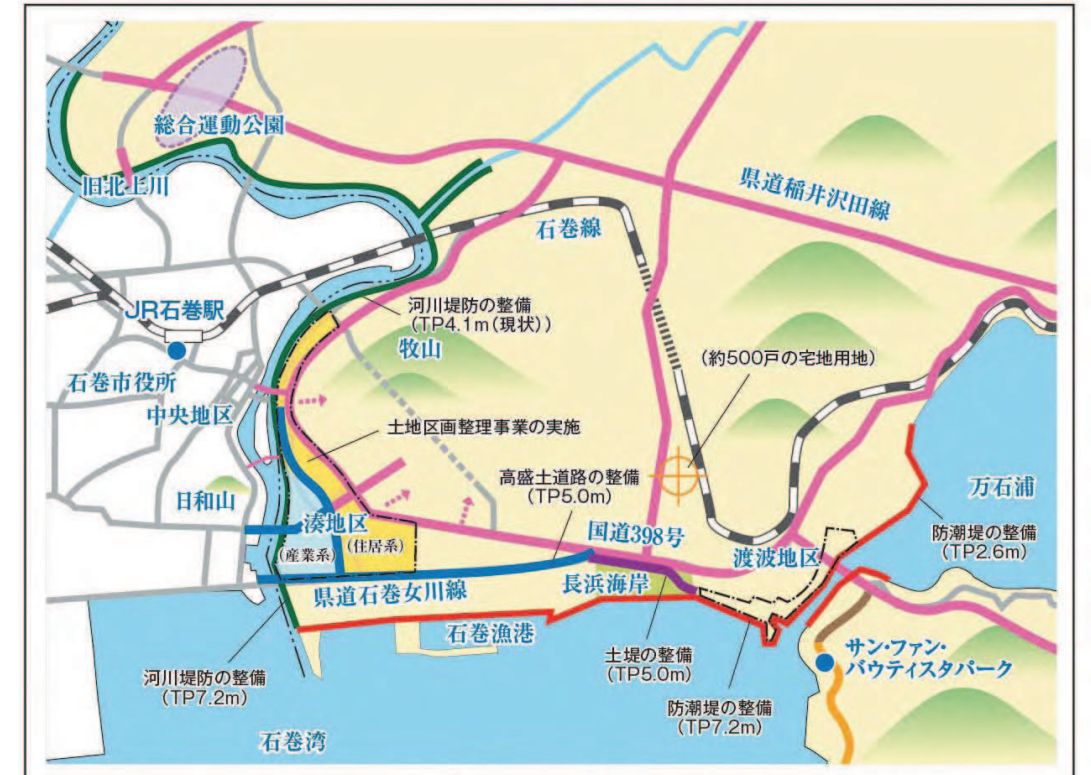 総合運動公園
旧北上川
県道稲井沢田線
石巻線
河川堤防の整備
(TP4.1m(現状))
JR石巻駅
牧山
(約500戸の宅地用地)
石巻市役所
中央地区
土地区画整理事業の実施
高盛土道路の整備
(TP5.0m)
日和山
万石浦
湊地区
国道398号
防潮堤の整備
(TP2.6m)
(産業系)
(住居系)
渡波地区
長浜海岸
県道石巻女川線
石巻漁港
サン・ファン・
バウティスタパーク
土堤の整備
(TP5.0m)
河川堤防の整備
(TP7.2m)
防潮堤の整備
(TP7.2m)
石巻湾